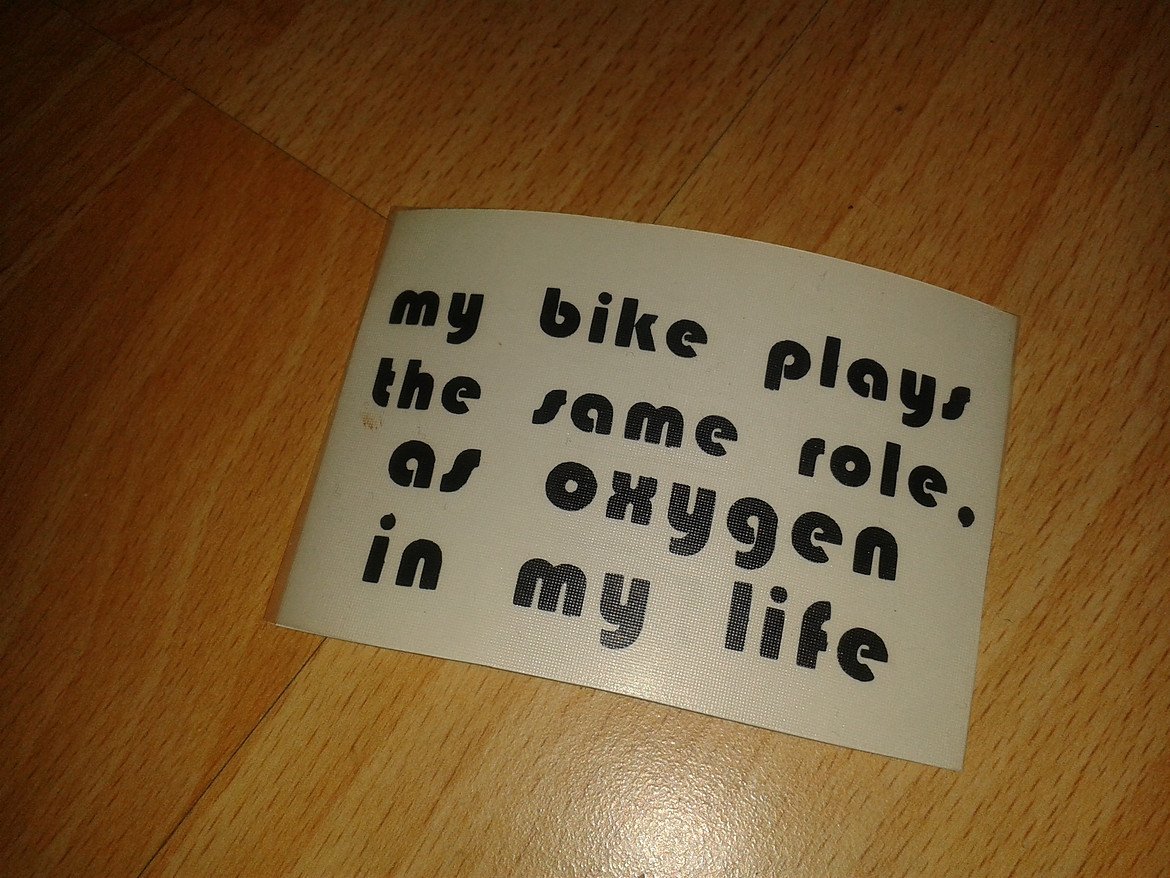 my bike plays
the same role,
as oxygen
in my life